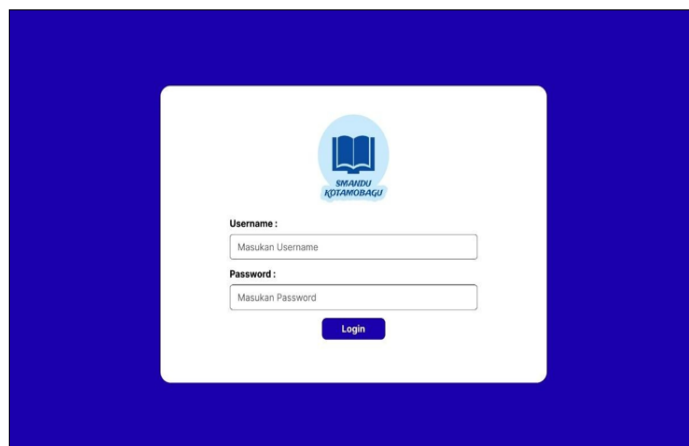 SMANDU
KOTAMOBAGU
Username :
Masukan Username
Password :
Masukan Password
Login